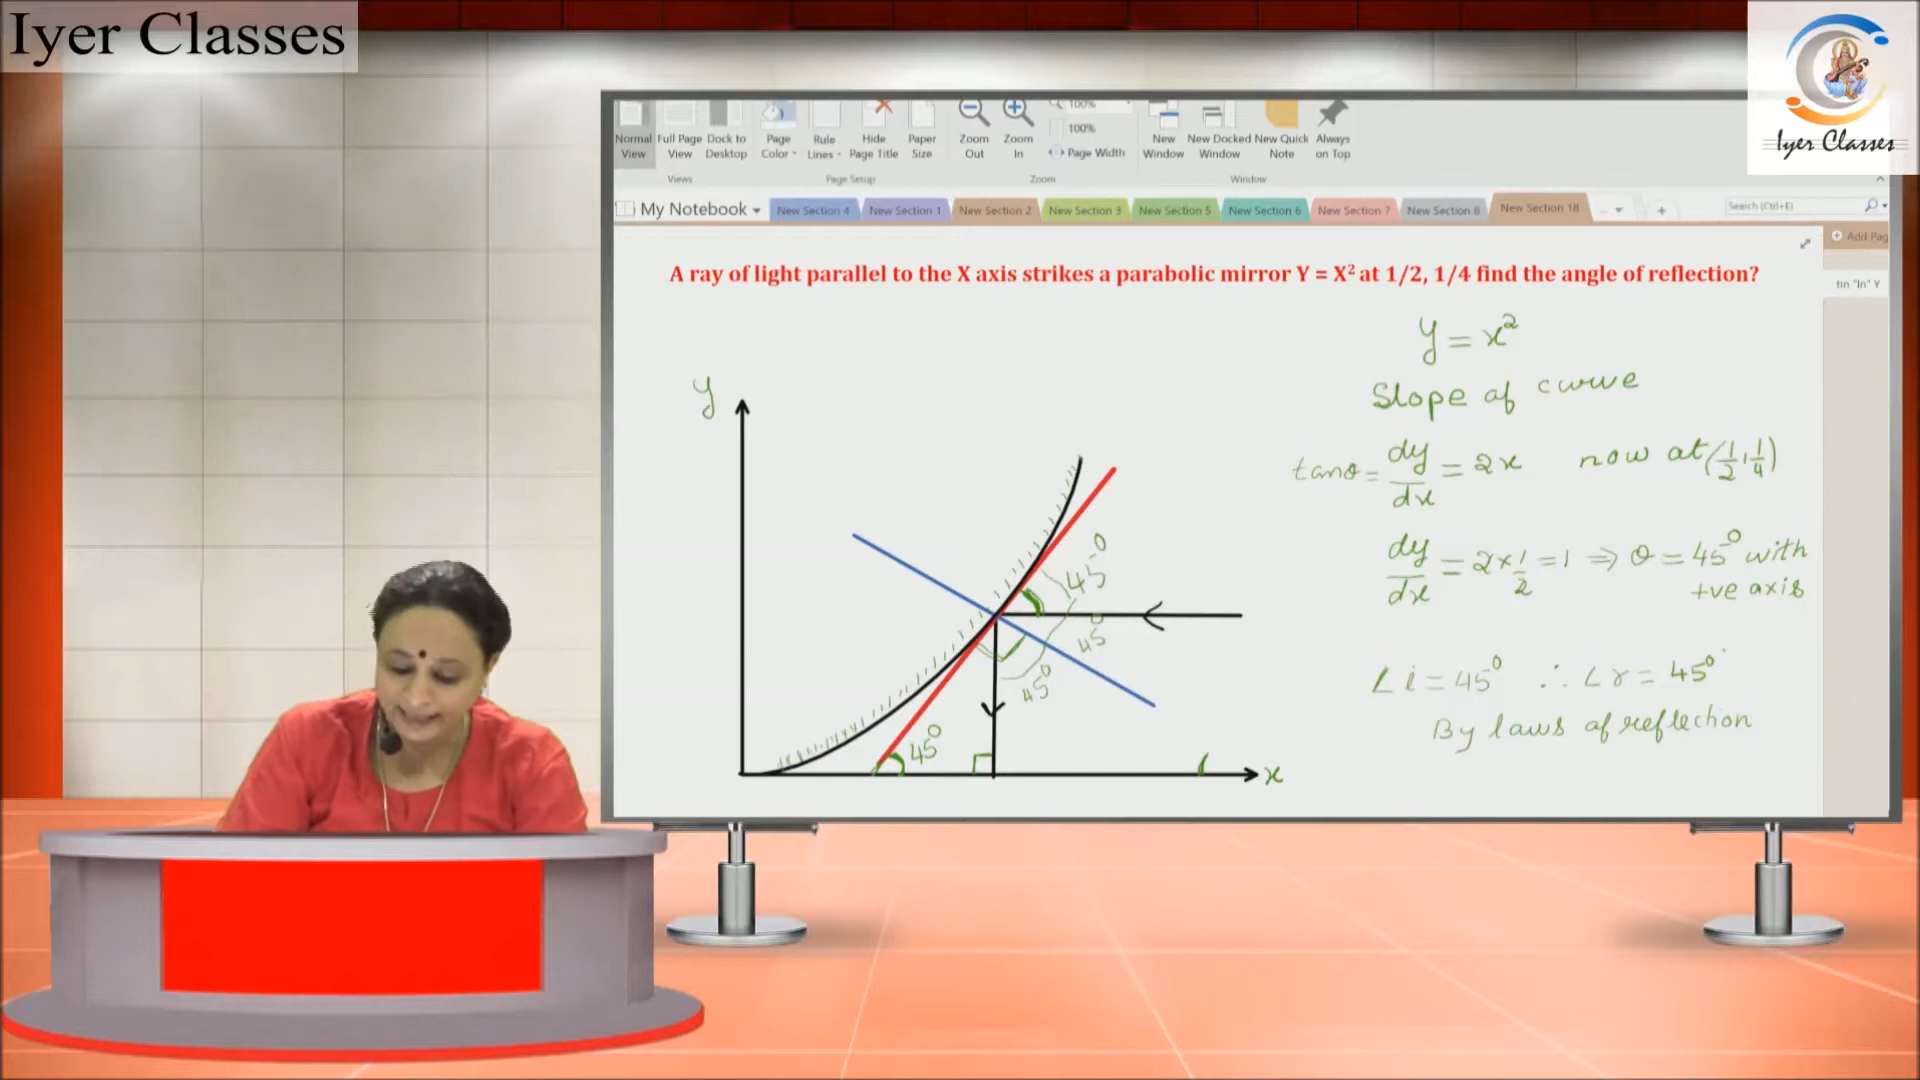 Iyer Classes
Iyer Classes
Normal View
Full Page View
Dock to Desktop
Page Color
Rule Lines
Hide Page Title
Paper Size
Zoom Out
Zoom In
100%
100%
Page Width
New Window
New Docked Window
New Quick Note
Always on Top
Views
Page Setup
Zoom
Window
My Notebook
New Section 4
New Section 1
New Section 2
New Section 3
New Section 5
New Section 6
New Section 7
New Section 8
New Section 18
Search (Ctrl+E)
Add Pag
tin "In" Y
A ray of light parallel to the X axis strikes a parabolic mirror Y = X² at 1/2, 1/4 find the angle of reflection?
y = x²
Slope of curve
tanθ = dy/dx = 2x now at (1/2, 1/4)
dy/dx = 2 × 1/2 = 1 ⇒ θ = 45° with
+ve axis
∠i = 45° ∴ ∠r = 45°
By laws of reflection
y
45°
45°
45°
45°
x